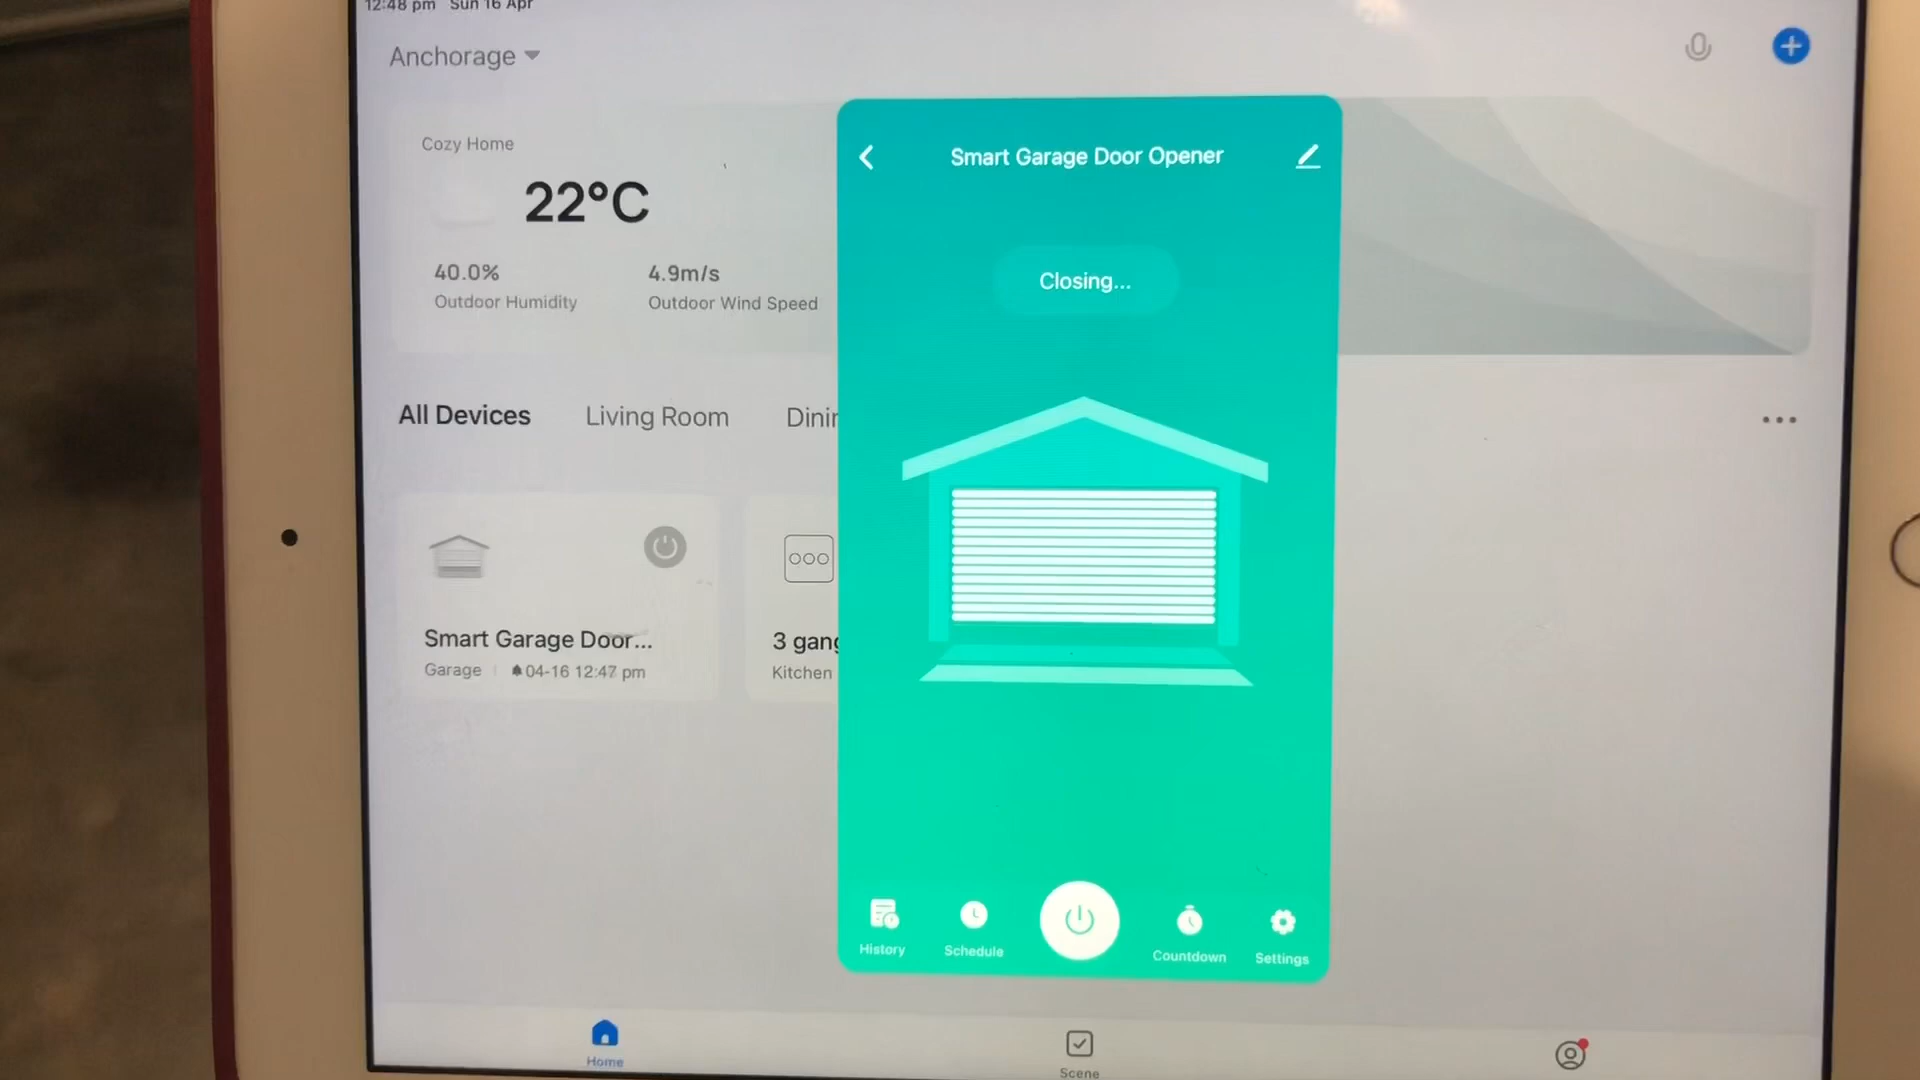 12:48 pm Sun 16 Apr
Anchorage
Cozy Home
22°C
40.0%
Outdoor Humidity
4.9m/s
Outdoor Wind Speed
All Devices
Living Room
Dinin
Smart Garage Door...
Garage
04-16 12:47 pm
3 gang
Kitchen
Smart Garage Door Opener
Closing...
History
Schedule
Countdown
Settings
Home
Scene